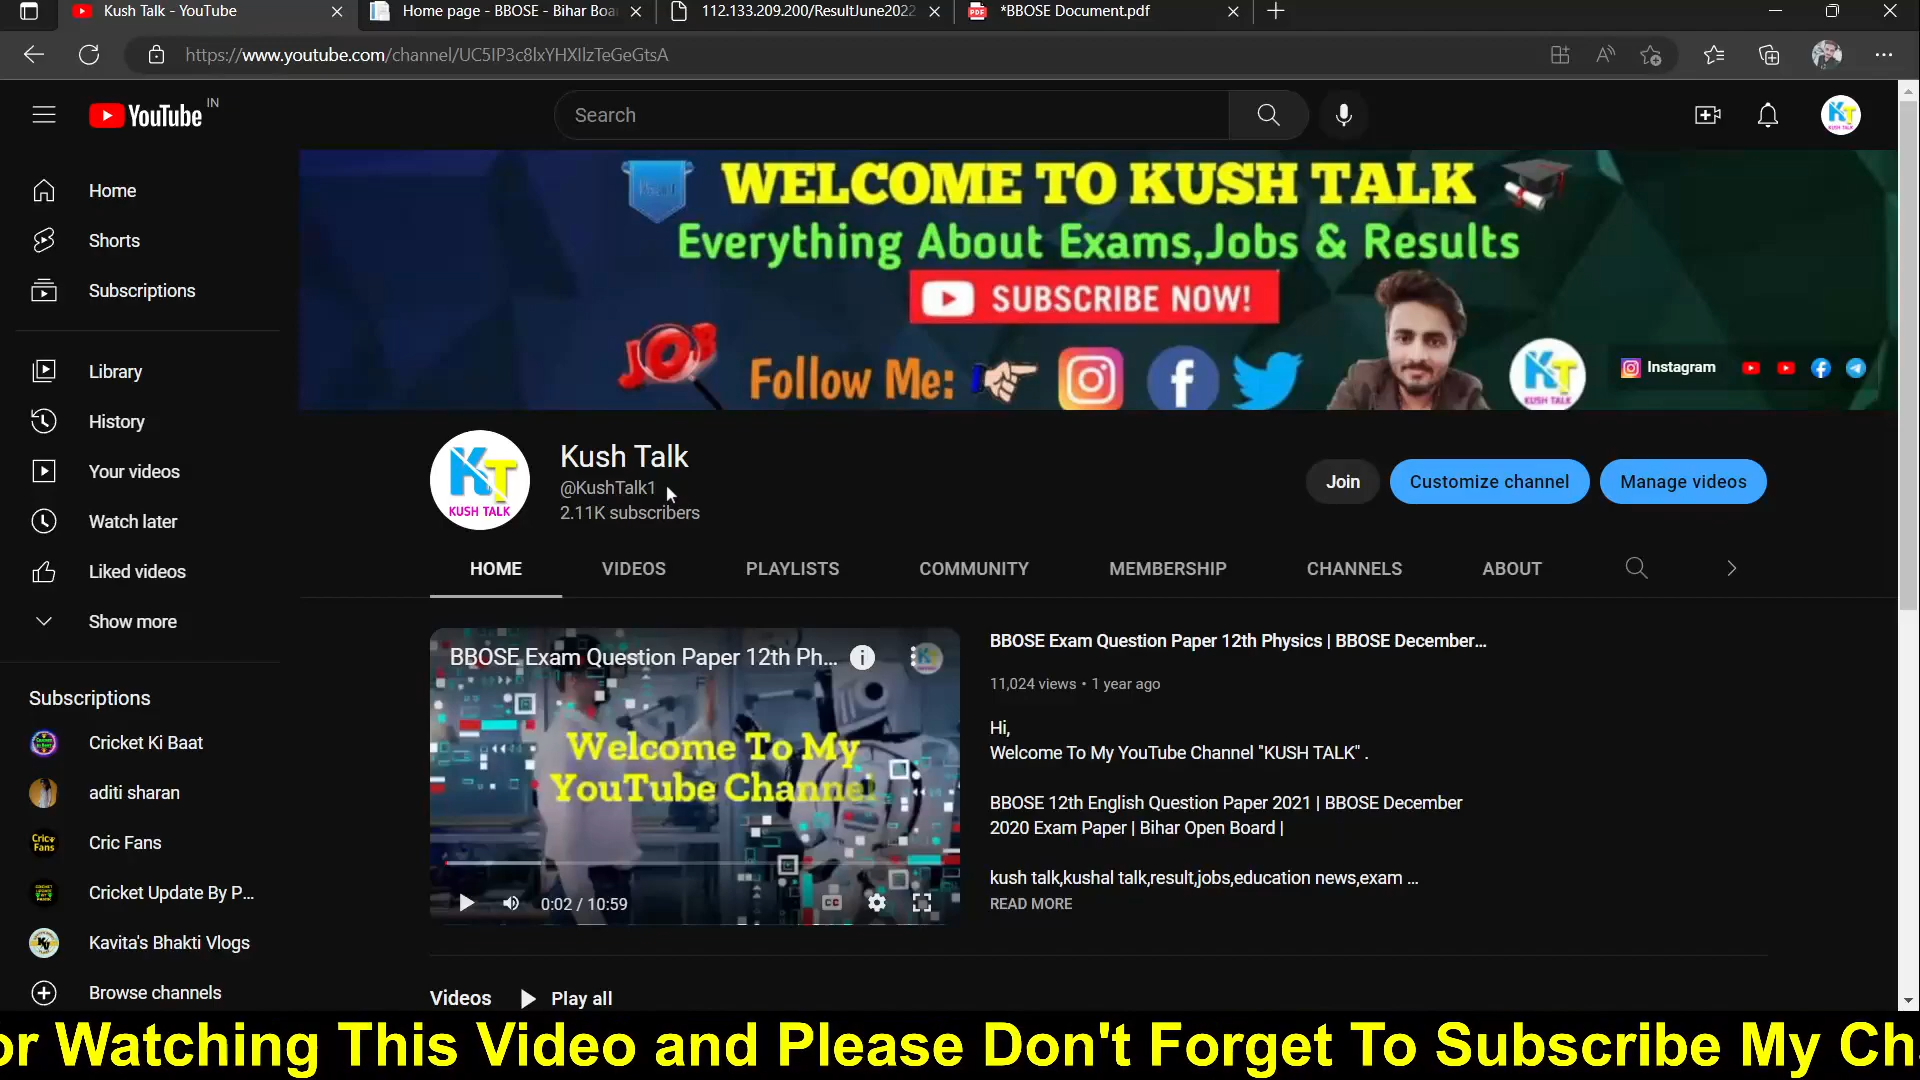 Kush Talk - YouTube
Home page - BBOSE - Bihar Boa
112.133.209.200/ResultJune2022
*BBOSE Document.pdf
https://www.youtube.com/channel/UC5IP3c8lxYHXIlzTeGeGtsA
YouTube IN
Search
Home
Shorts
Subscriptions
Library
History
Your videos
Watch later
Liked videos
Show more
Subscriptions
Cricket Ki Baat
aditi sharan
Cric Fans
Cricket Update By P...
Kavita's Bhakti Vlogs
Browse channels
WELCOME TO KUSH TALK
Everything About Exams,Jobs & Results
SUBSCRIBE NOW!
JOB
Follow Me:
KUSH TALK
Instagram
KUSH TALK
Kush Talk
@KushTalk1
2.11K subscribers
Join
Customize channel
Manage videos
HOME
VIDEOS
PLAYLISTS
COMMUNITY
MEMBERSHIP
CHANNELS
ABOUT
BBOSE Exam Question Paper 12th Ph...
Welcome To My
YouTube Channel
0:02 / 10:59
BBOSE Exam Question Paper 12th Physics | BBOSE December...
11,024 views • 1 year ago
Hi,
Welcome To My YouTube Channel "KUSH TALK" .
BBOSE 12th English Question Paper 2021 | BBOSE December
2020 Exam Paper | Bihar Open Board |
kush talk,kushal talk,result,jobs,education news,exam ...
READ MORE
Videos
Play all
or Watching This Video and Please Don't Forget To Subscribe My Ch